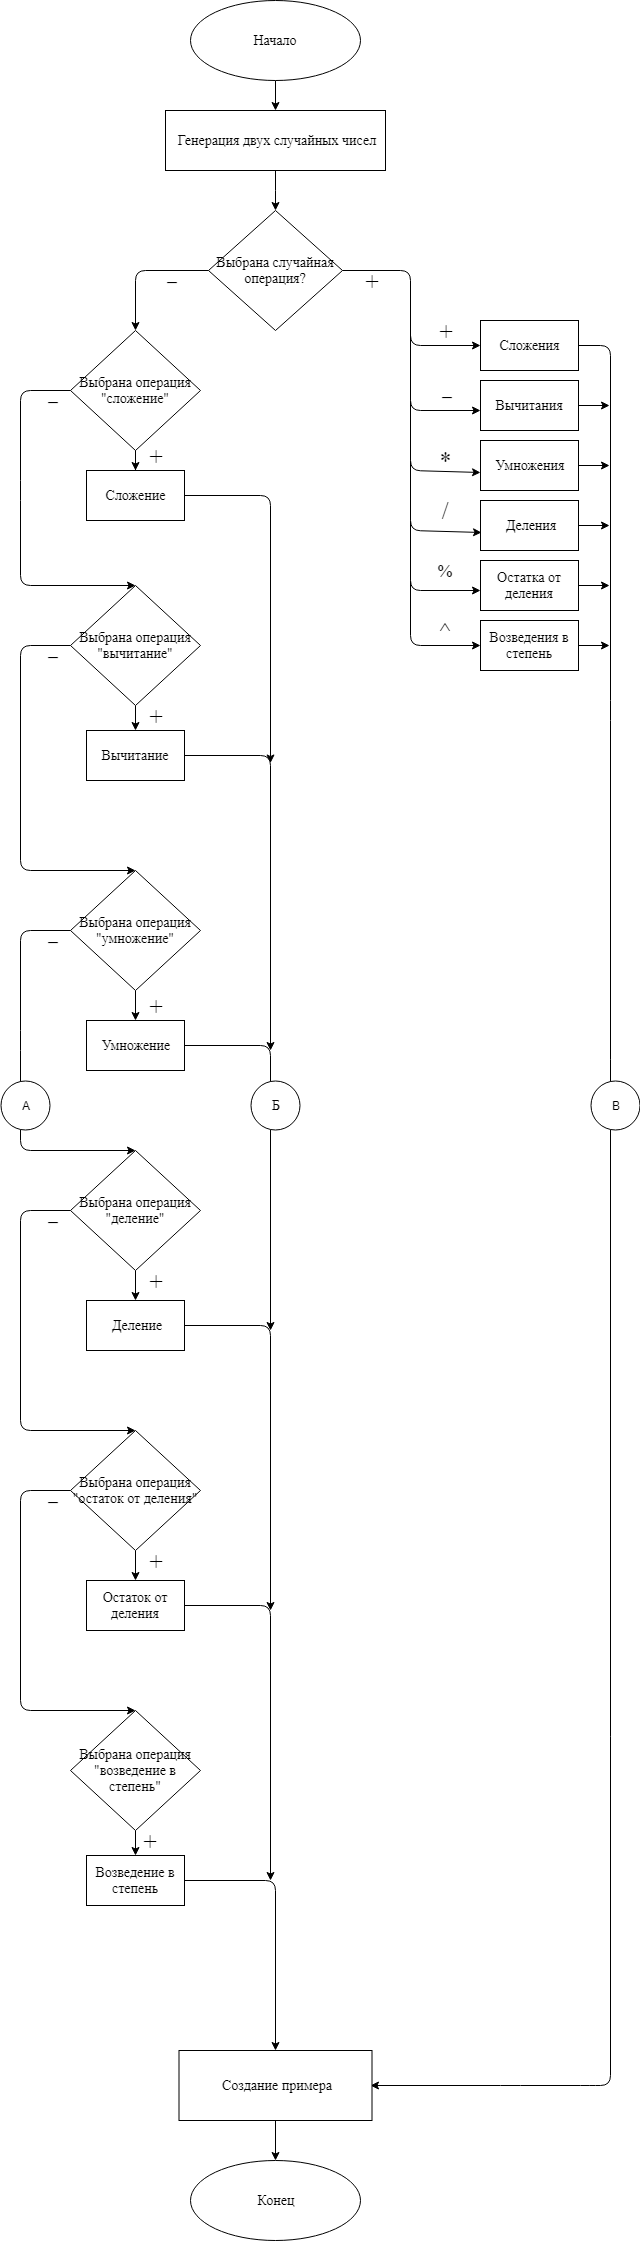 Начало
Генерация двух случайных чисел
Выбрана случайная
операция?
−
+
+
Сложения
−
Вычитания
*
Умножения
/
Деления
%
Остатка от
деления
^
Возведения в
степень
Выбрана операция
"сложение"
−
+
Сложение
Выбрана операция
"вычитание"
−
+
Вычитание
Выбрана операция
"умножение"
−
+
Умножение
А
Б
В
Выбрана операция
"деление"
−
+
Деление
Выбрана операция
"остаток от деления"
−
+
Остаток от
деления
Выбрана операция
"возведение в
степень"
+
Возведение в
степень
Создание примера
Конец